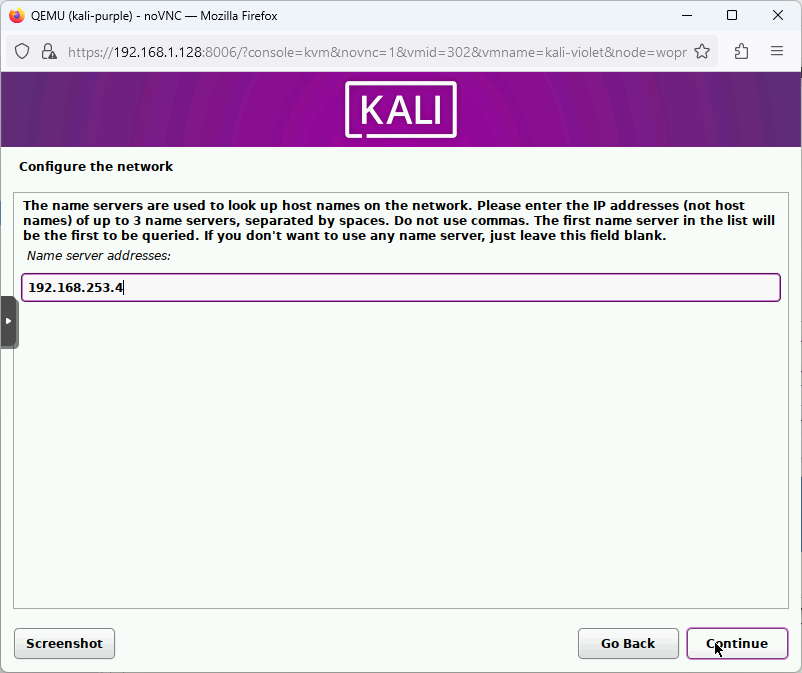 QEMU (kali-purple) - noVNC — Mozilla Firefox
https://192.168.1.128:8006/?console=kvm&novnc=1&vmid=302&vmname=kali-violet&node=wopr
KALI
Configure the network
The name servers are used to look up host names on the network. Please enter the IP addresses (not host
names) of up to 3 name servers, separated by spaces. Do not use commas. The first name server in the list will
be the first to be queried. If you don't want to use any name server, just leave this field blank.
Name server addresses:
192.168.253.4
Screenshot
Go Back
Continue